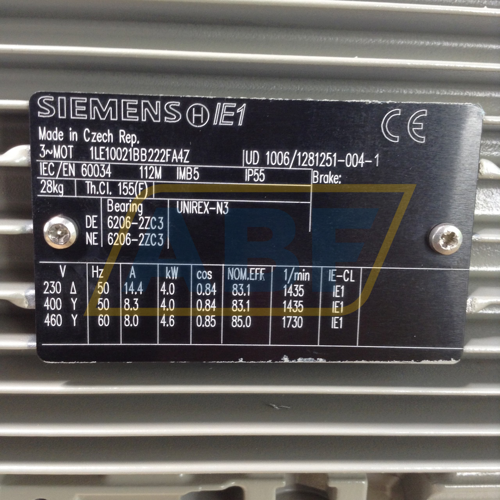 SIEMENS H IE1
Made in Czech Rep.
3~MOT 1LE10021BB222FA4Z UD 1006/1281251-004-1
IEC/EN 60034 112M IMB5 IP55 Brake:
28kg Th.Cl. 155(F)
Bearing UNIREX-N3
DE 6206-2ZC3
NE 6206-2ZC3
V Hz A kW cos NOM.EFF 1/min IE-CL
230 Δ 50 14.4 4.0 0.84 83.1 1435 IE1
400 Y 50 8.3 4.0 0.84 83.1 1435 IE1
460 Y 60 8.0 4.6 0.85 85.0 1730 IE1
CE
ABF